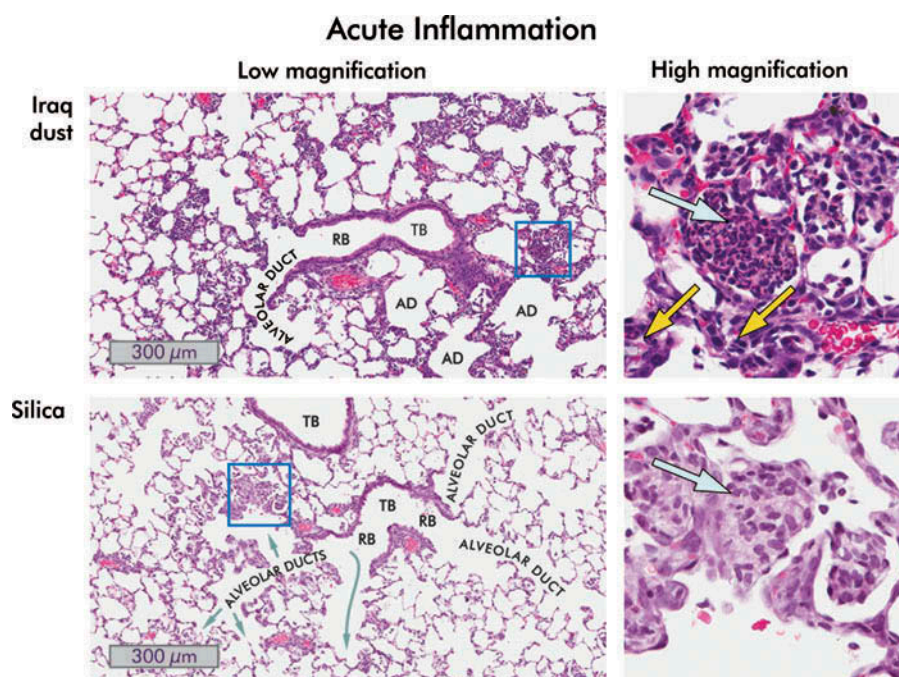 Acute Inflammation
Low magnification
High magnification
Iraq
dust
RB
TB
ALVEOLAR DUCT
AD
AD
AD
300 µm
Silica
TB
ALVEOLAR DUCT
TB
RB
RB
ALVEOLAR DUCTS
ALVEOLAR DUCT
300 µm